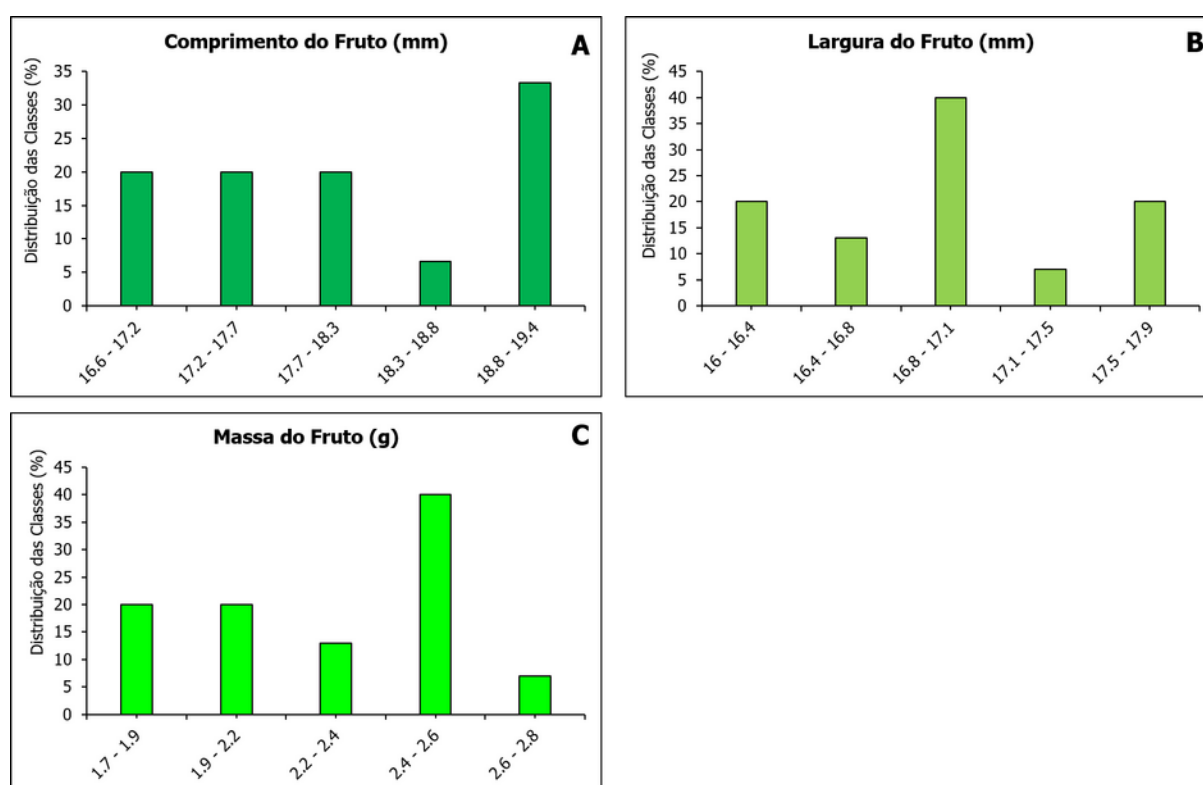 Comprimento do Fruto (mm)
A
Distribuição das Classes (%)
35
30
25
20
15
10
5
0
16.6 - 17.2
17.2 - 17.7
17.7 - 18.3
18.3 - 18.8
18.8 - 19.4
Largura do Fruto (mm)
B
Distribuição das Classes (%)
45
40
35
30
25
20
15
10
5
0
16 - 16.4
16.4 - 16.8
16.8 - 17.1
17.1 - 17.5
17.5 - 17.9
Massa do Fruto (g)
C
Distribuição das Classes (%)
45
40
35
30
25
20
15
10
5
0
1.7 - 1.9
1.9 - 2.2
2.2 - 2.4
2.4 - 2.6
2.6 - 2.8